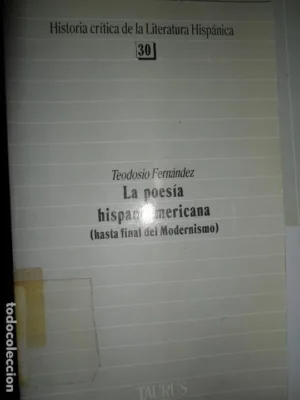 Historia crítica de la Literatura Hispánica
30
Teodosio Fernández
La poesía
hispanoamericana
(hasta final del Modernismo)
TAURUS
todocoleccion